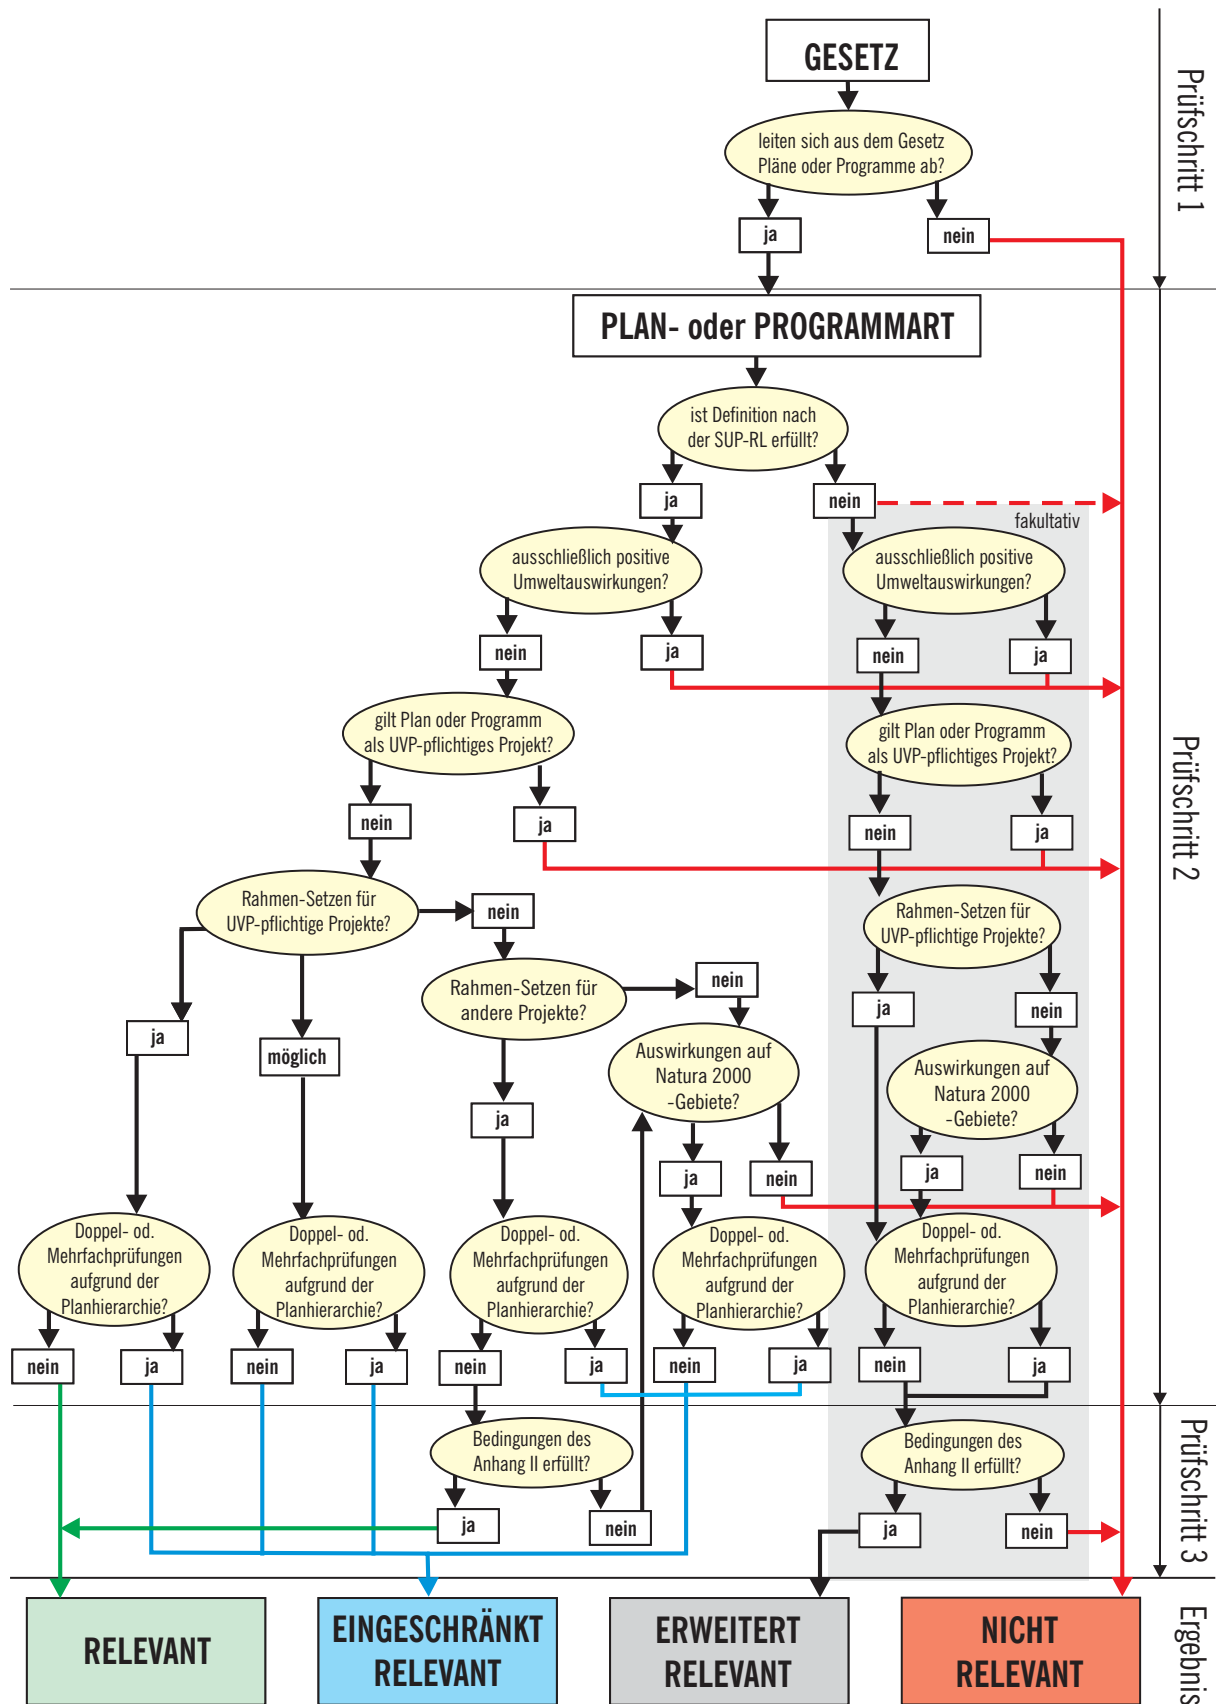 GESETZ
Prüfschritt 1
leiten sich aus dem Gesetz
Pläne oder Programme ab?
ja
nein
PLAN- oder PROGRAMMART
Prüfschritt 2
ist Definition nach
der SUP-RL erfüllt?
ja
nein
fakultativ
ausschließlich positive
Umweltauswirkungen?
ausschließlich positive
Umweltauswirkungen?
nein
ja
nein
ja
gilt Plan oder Programm
als UVP-pflichtiges Projekt?
gilt Plan oder Programm
als UVP-pflichtiges Projekt?
nein
ja
nein
ja
Rahmen-Setzen für
UVP-pflichtige Projekte?
nein
Rahmen-Setzen für
UVP-pflichtige Projekte?
Rahmen-Setzen für
andere Projekte?
nein
ja
nein
ja
möglich
Auswirkungen auf
Natura 2000
-Gebiete?
Auswirkungen auf
Natura 2000
-Gebiete?
ja
ja
nein
ja
nein
Doppel- od.
Mehrfachprüfungen
aufgrund der
Planhierarchie?
Doppel- od.
Mehrfachprüfungen
aufgrund der
Planhierarchie?
Doppel- od.
Mehrfachprüfungen
aufgrund der
Planhierarchie?
Doppel- od.
Mehrfachprüfungen
aufgrund der
Planhierarchie?
Doppel- od.
Mehrfachprüfungen
aufgrund der
Planhierarchie?
nein
ja
nein
ja
nein
ja
nein
ja
nein
ja
Prüfschritt 3
Bedingungen des
Anhang II erfüllt?
Bedingungen des
Anhang II erfüllt?
ja
nein
ja
nein
Ergebnis
RELEVANT
EINGESCHRÄNKT
RELEVANT
ERWEITERT
RELEVANT
NICHT
RELEVANT